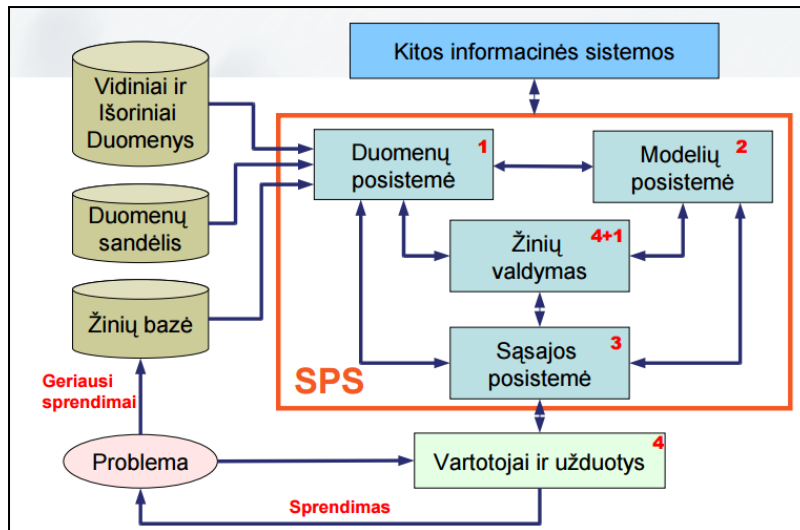 Kitos informacinės sistemos
Vidiniai ir
Išoriniai
Duomenys
Duomenų
sandėlis
Žinių bazė
Duomenų
posistemė
1
Modelių
posistemė
2
Žinių
valdymas
4+1
Sąsajos
posistemė
3
SPS
Geriausi
sprendimai
Problema
Vartotojai ir užduotys
4
Sprendimas